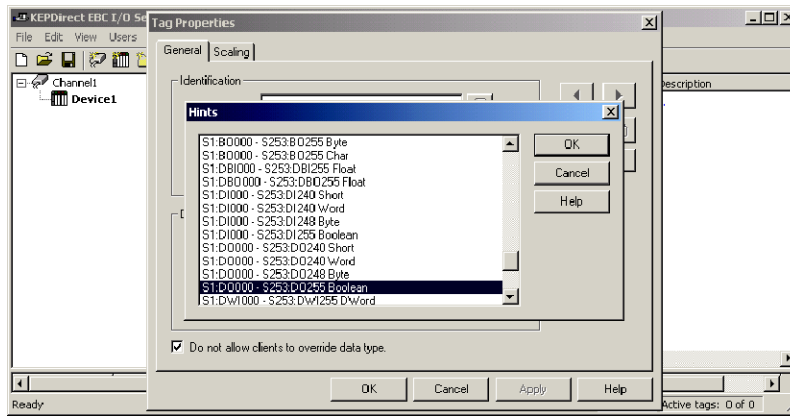 KEPDirect EBC I/O Se
File Edit View Users
Channel1
Device1
Tag Properties
General Scaling
Identification
Hints
S1:BO000 - S253:BO255 Byte
S1:BO000 - S253:BO255 Char
S1:DBI000 - S253:DBI255 Float
S1:DBO000 - S253:DBO255 Float
S1:DI000 - S253:DI240 Short
S1:DI000 - S253:DI240 Word
S1:DI000 - S253:DI248 Byte
S1:DI000 - S253:DI255 Boolean
S1:DO000 - S253:DO240 Short
S1:DO000 - S253:DO240 Word
S1:DO000 - S253:DO248 Byte
S1:DO000 - S253:DO255 Boolean
S1:DWI000 - S253:DWI255 DWord
OK
Cancel
Help
Do not allow clients to override data type.
OK Cancel Apply Help
Description
Ready
Active tags: 0 of 0